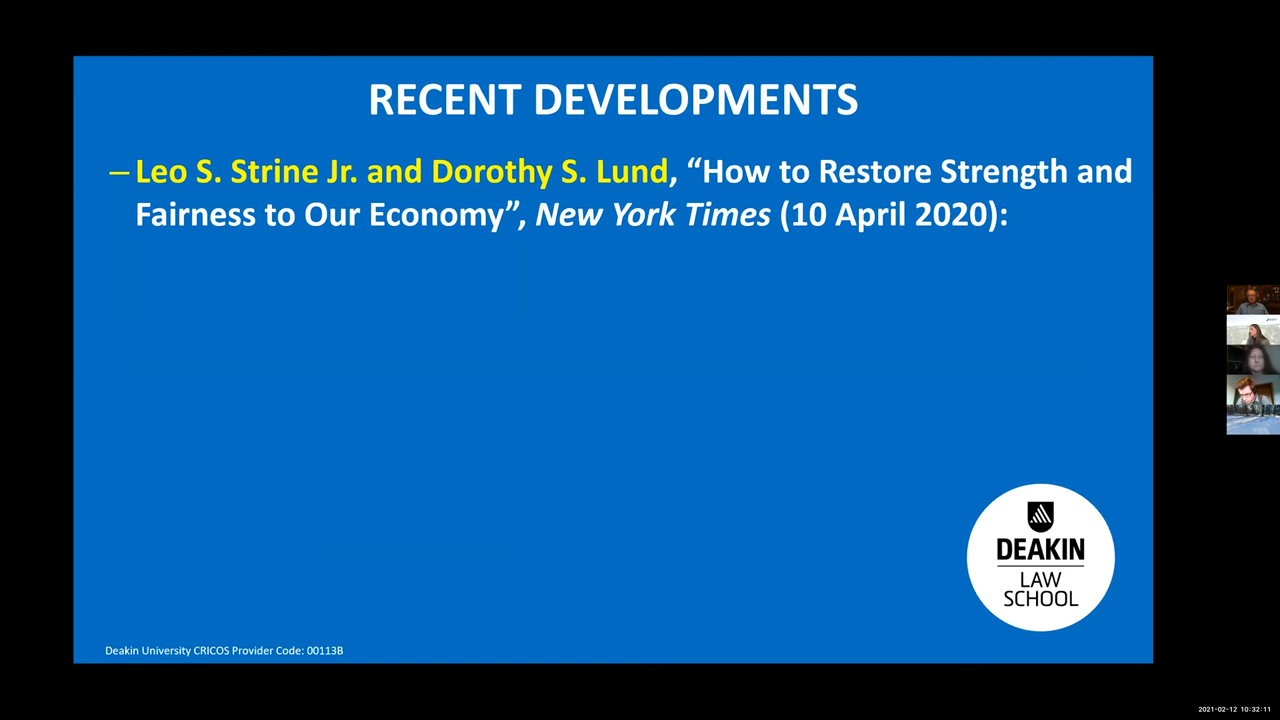 RECENT DEVELOPMENTS
– Leo S. Strine Jr. and Dorothy S. Lund, “How to Restore Strength and
Fairness to Our Economy”, New York Times (10 April 2020):
DEAKIN
LAW
SCHOOL
Deakin University CRICOS Provider Code: 00113B
2021-02-12 10:32:11